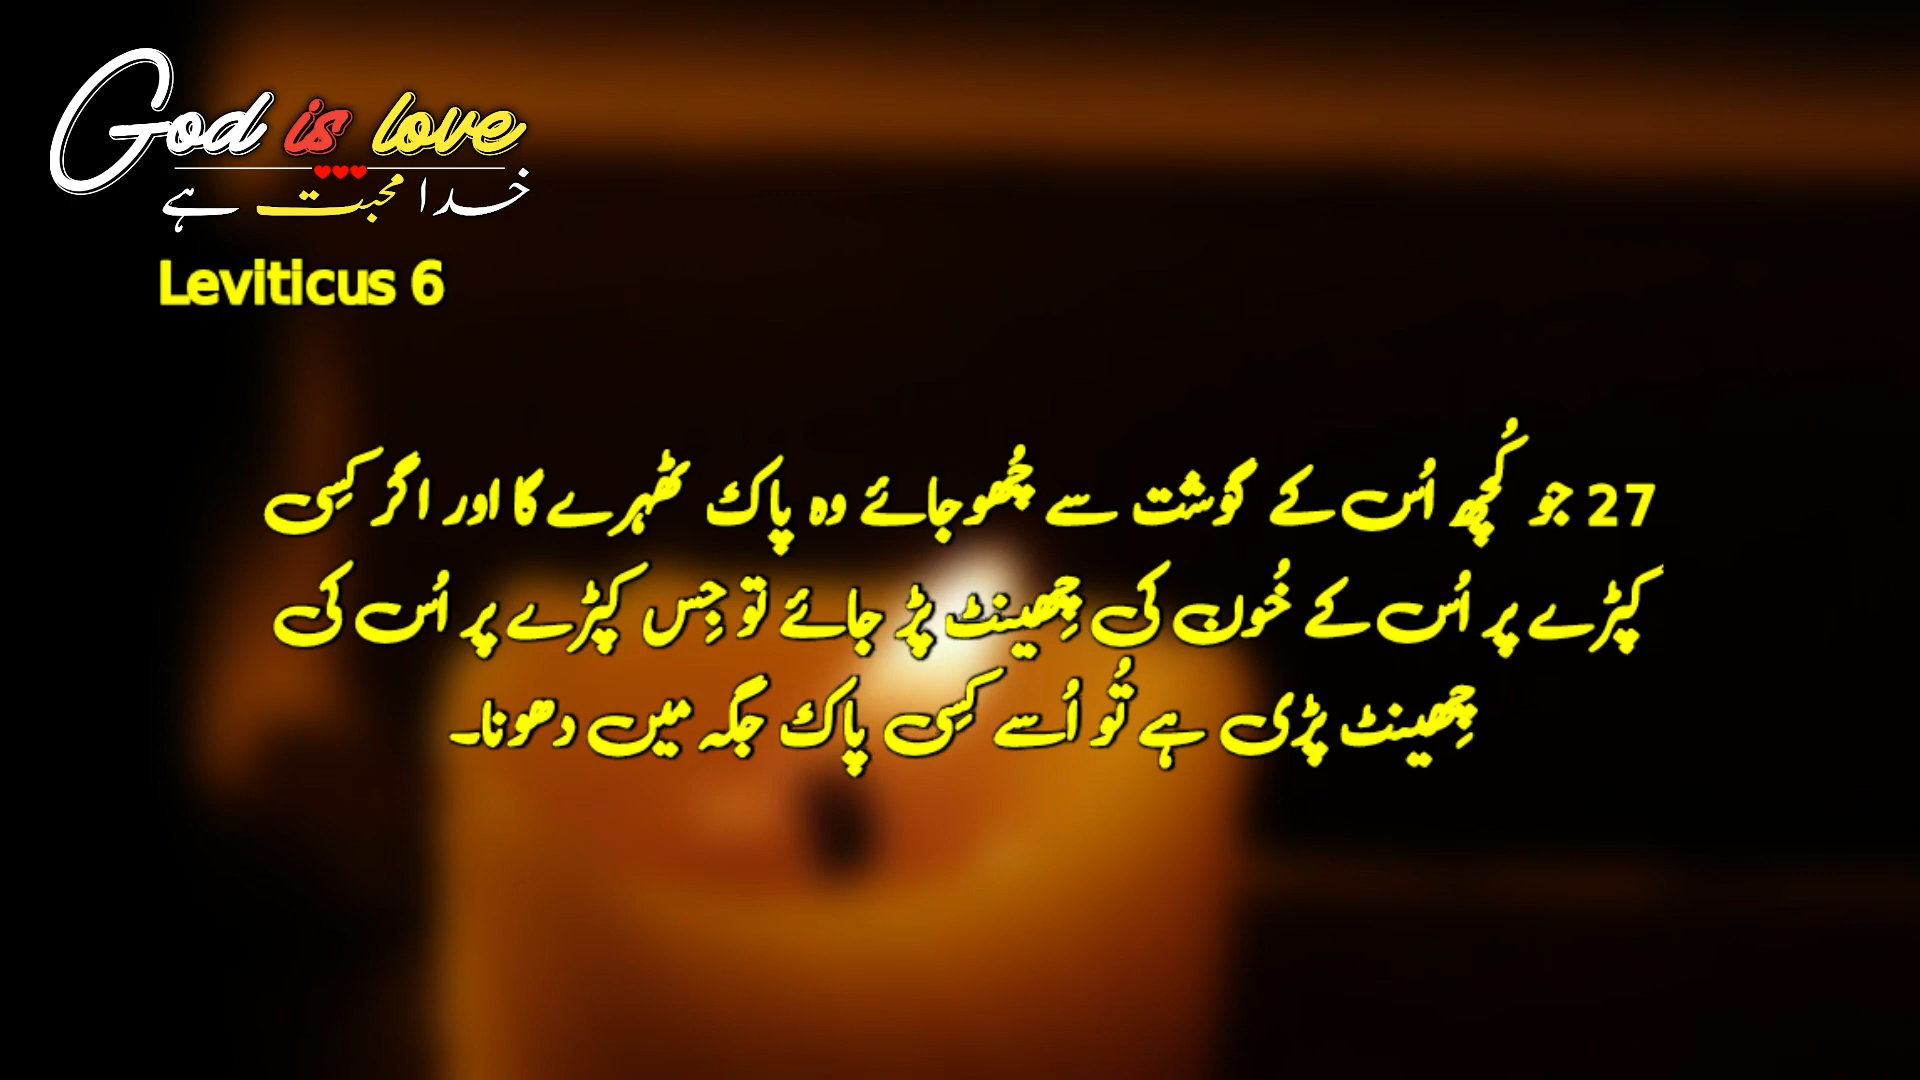 God is love
خدا محبت ہے
Leviticus 6
27 جو کُچھ اُس کے گوشت سے چُھو جائے وہ پاک ٹھہرے گا اور اگر کِسی
کپڑے پر اُس کے خُون کی چِھینٹ پڑ جائے تو جِس کپڑے پر اُس کی
چِھینٹ پڑی ہے تُو اُسے کِسی پاک جگہ میں دھونا۔